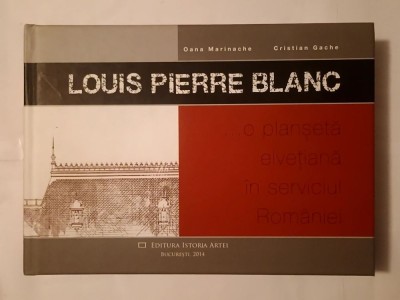 Oana Marinache Cristian Gache
LOUIS PIERRE BLANC
...o planșetă
elvețiană
în serviciul
României
EDITURA ISTORIA ARTEI
BUCUREȘTI, 2014